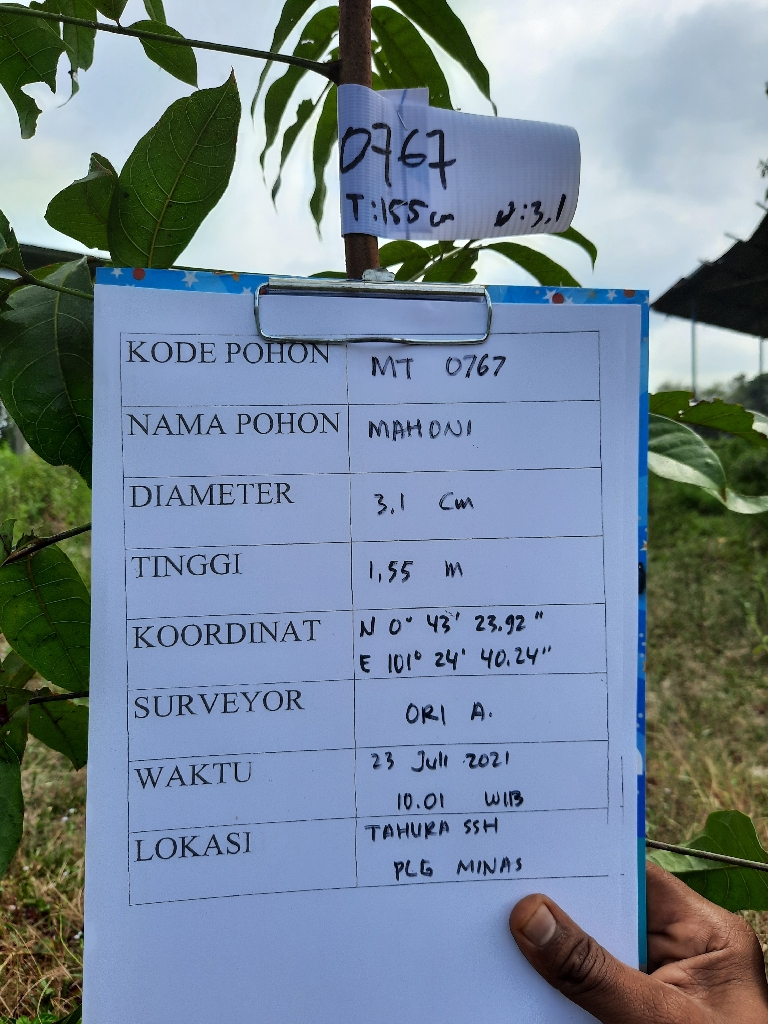 0767
T:155cm D:3,1
KODE POHON MT 0767
NAMA POHON MAHONI
DIAMETER 3.1 Cm
TINGGI 1,55 m
KOORDINAT N 0° 43' 23.92"
E 101° 24' 40.24"
SURVEYOR ORI A.
WAKTU 23 Juli 2021
10.01 WIB
LOKASI TAHURA SSH
PLG MINAS